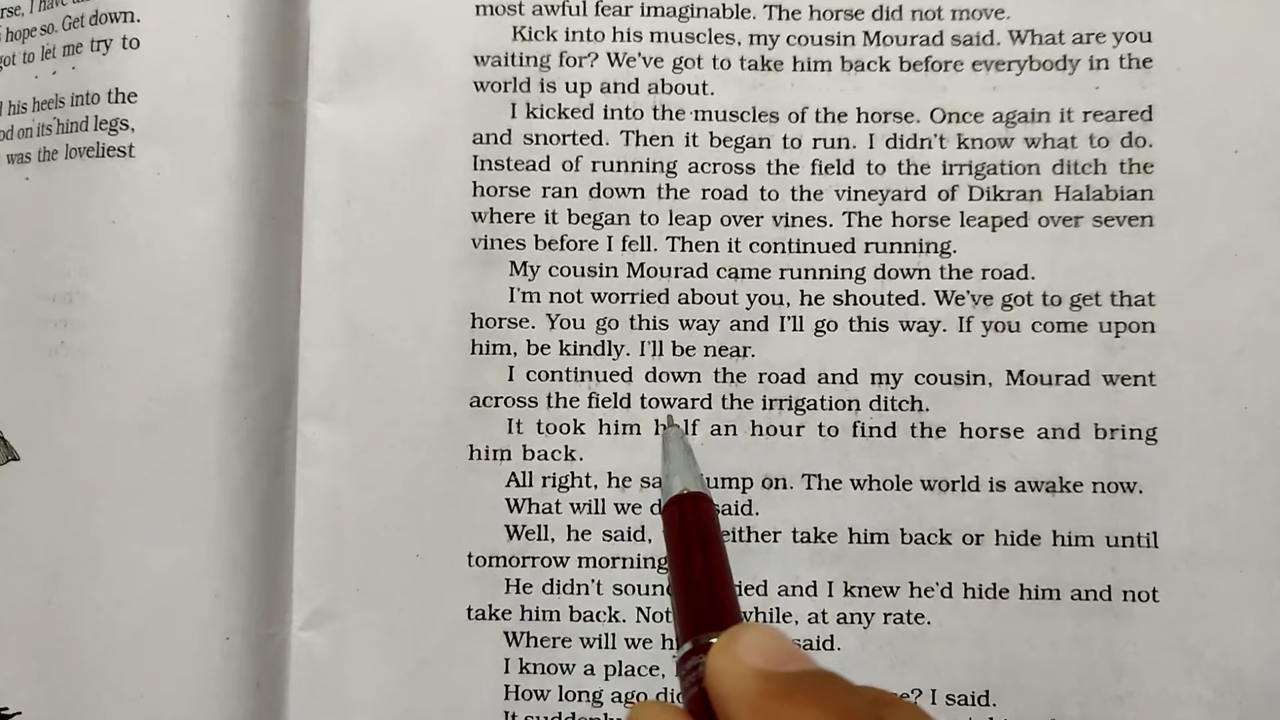 hope so. Get down.
got to let me try to
his heels into the
on its hind legs,
was the loveliest
most awful fear imaginable. The horse did not move.
Kick into his muscles, my cousin Mourad said. What are you
waiting for? We've got to take him back before everybody in the
world is up and about.
I kicked into the muscles of the horse. Once again it reared
and snorted. Then it began to run. I didn't know what to do.
Instead of running across the field to the irrigation ditch the
horse ran down the road to the vineyard of Dikran Halabian
where it began to leap over vines. The horse leaped over seven
vines before I fell. Then it continued running.
My cousin Mourad came running down the road.
I'm not worried about you, he shouted. We've got to get that
horse. You go this way and I'll go this way. If you come upon
him, be kindly. I'll be near.
I continued down the road and my cousin, Mourad went
across the field toward the irrigation ditch.
It took him half an hour to find the horse and bring
him back.
All right, he jump on. The whole world is awake now.
What will we said.
Well, he said, either take him back or hide him until
tomorrow morning
He didn't and I knew he'd hide him and not
take him back. Not while, at any rate.
Where will we said.
I know a place,
How long ago I said.